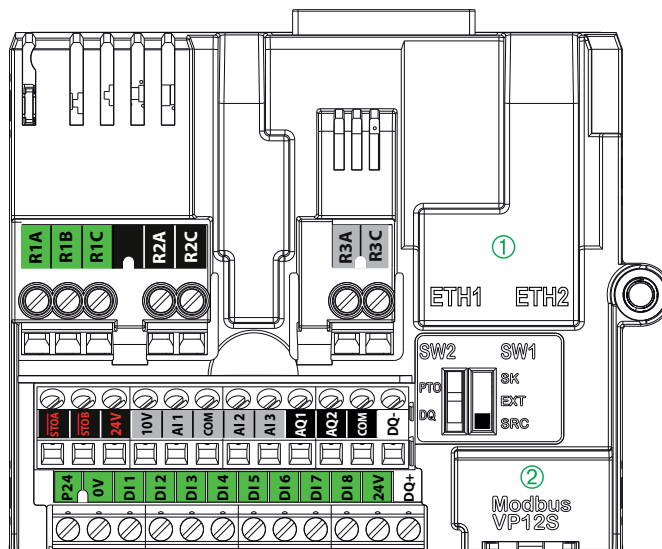 R1A R1B R1C R2A R2C R3A R3C
①
ETH1 ETH2
SW2 SW1
PTO SK
EXT
DQ SRC
STOA STOB 24V 10V AI1 COM AI2 AI3 AQ1 AQ2 COM DQ-
P24 0V DI1 DI2 DI3 DI4 DI5 DI6 DI7 DI8 24V DQ+
②
Modbus
VP12S